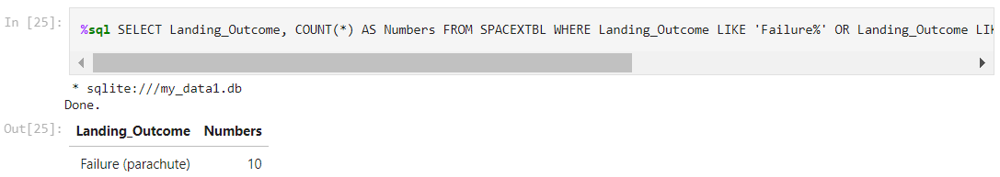 In [25]:
%sql SELECT Landing_Outcome, COUNT(*) AS Numbers FROM SPACEXTBL WHERE Landing_Outcome LIKE 'Failure%' OR Landing_Outcome LI
* sqlite:///my_data1.db
Done.
Out[25]:
Landing_Outcome Numbers
Failure (parachute) 10